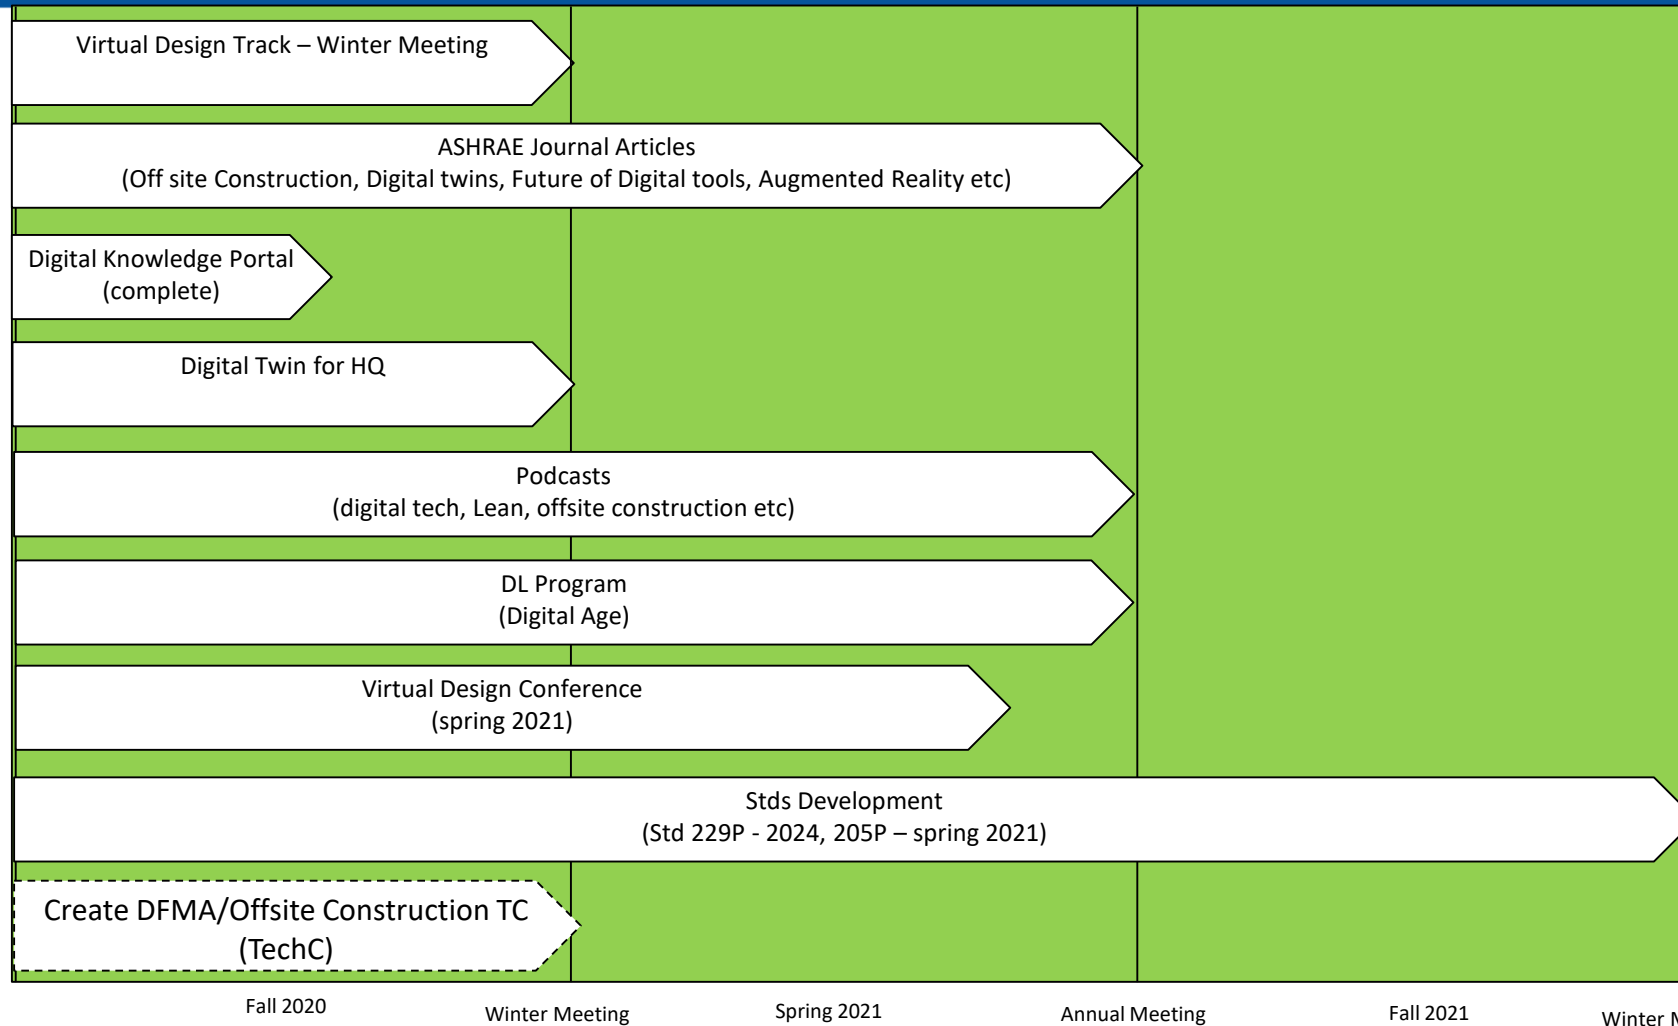 Virtual Design Track – Winter Meeting
ASHRAE Journal Articles
(Off site Construction, Digital twins, Future of Digital tools, Augmented Reality etc)
Digital Knowledge Portal
(complete)
Digital Twin for HQ
Podcasts
(digital tech, Lean, offsite construction etc)
DL Program
(Digital Age)
Virtual Design Conference
(spring 2021)
Stds Development
(Std 229P - 2024, 205P – spring 2021)
Create DFMA/Offsite Construction TC
(TechC)
Fall 2020
Winter Meeting
Spring 2021
Annual Meeting
Fall 2021
Winter